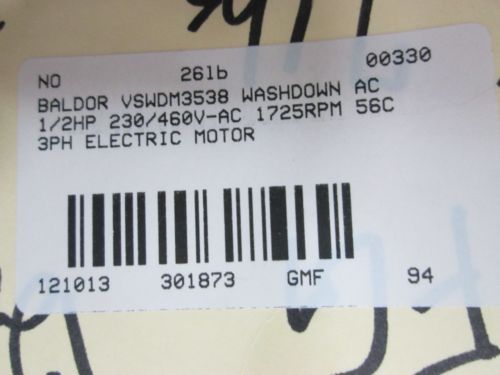 NO 26lb 00330
BALDOR VSWDM3538 WASHDOWN AC
1/2HP 230/460V-AC 1725RPM 56C
3PH ELECTRIC MOTOR
121013 301873 GMF 94